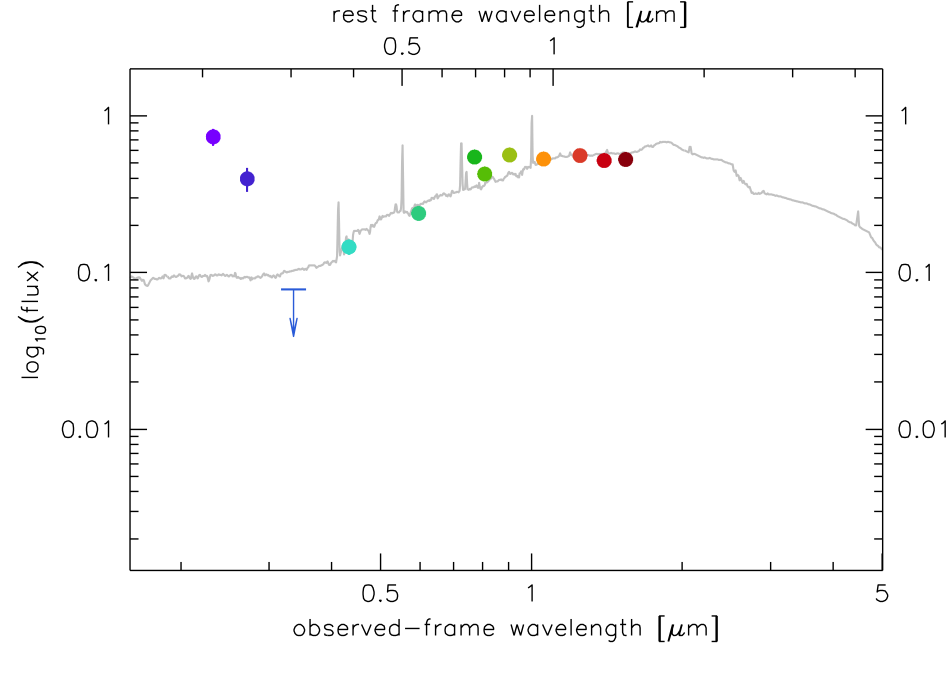 rest frame wavelength [μm]
0.5 1
1 1
0.1 0.1
0.01 0.01
log10(flux)
0.5 1 5
observed−frame wavelength [μm]